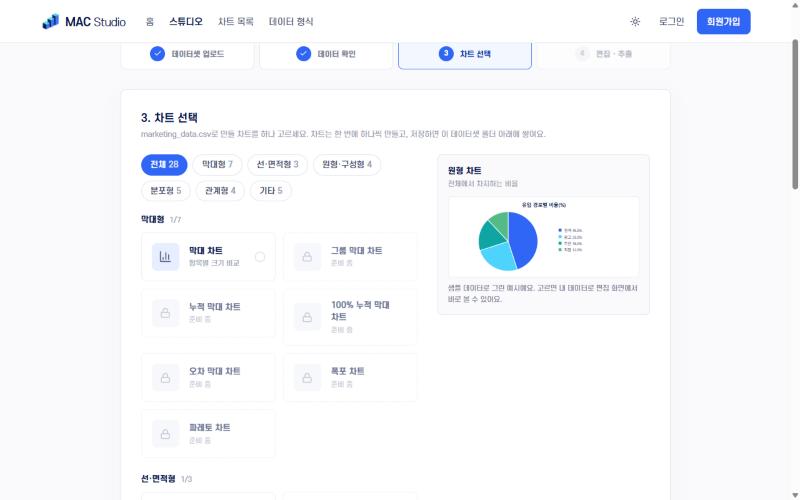 MAC Studio
홈
스튜디오
차트 목록
데이터 형식
로그인
회원가입
데이터셋 업로드
데이터 확인
3 차트 선택
4 편집 · 추출
3. 차트 선택
marketing_data.csv로 만들 차트를 하나 고르세요. 차트는 한 번에 하나씩 만들고, 저장하면 이 데이터셋 폴더 아래에 쌓여요.
전체 28
막대형 7
선·면적형 3
원형·구성형 4
분포형 5
관계형 4
기타 5
막대형 1/7
막대 차트
항목별 크기 비교
그룹 막대 차트
준비 중
누적 막대 차트
준비 중
100% 누적 막대
차트
준비 중
오차 막대 차트
준비 중
폭포 차트
준비 중
파레토 차트
준비 중
선·면적형 1/3
원형 차트
전체에서 차지하는 비율
유입 경로별 비율(%)
샘플 데이터로 그린 예시예요. 고르면 내 데이터로 편집 화면에서
바로 볼 수 있어요.